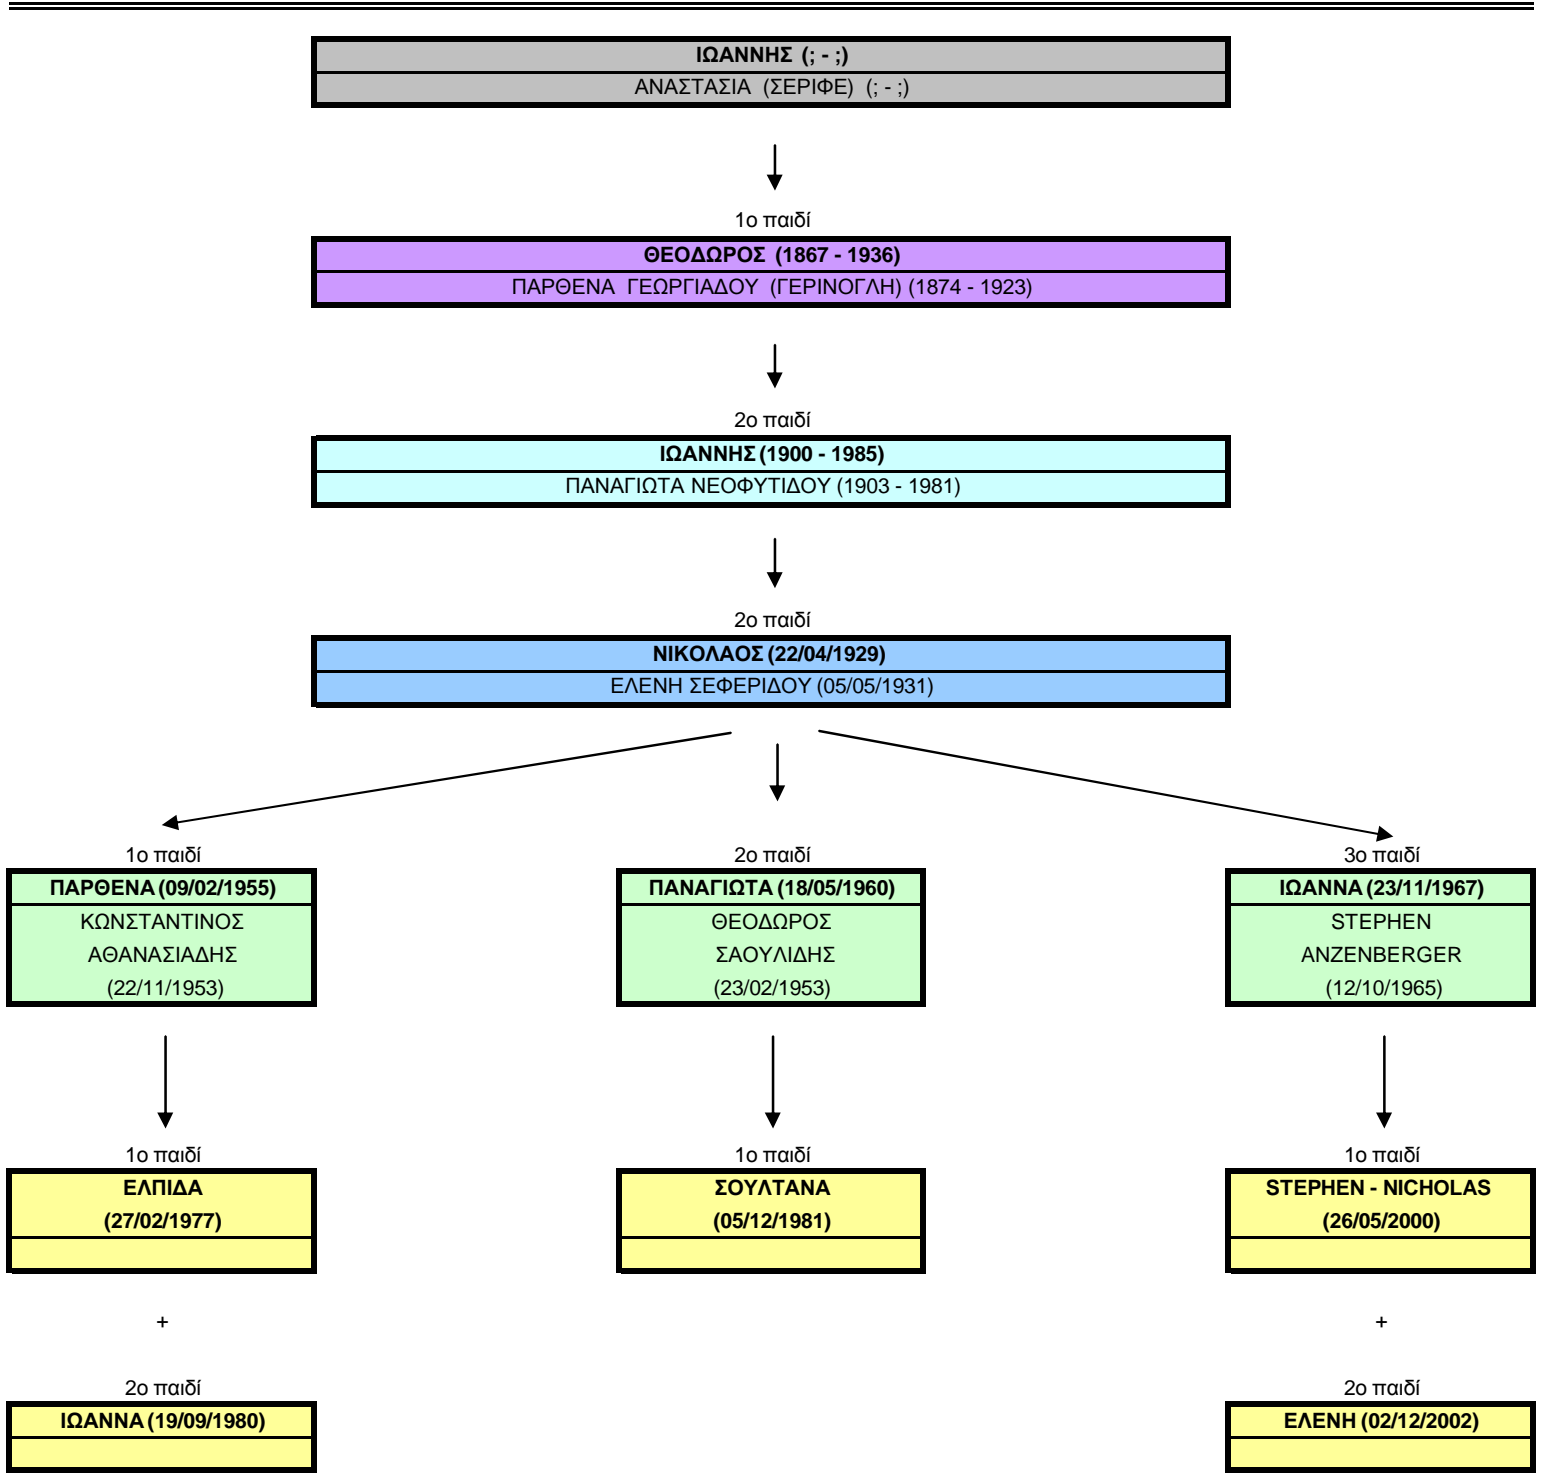 ΙΩΑΝΝΗΣ (; - ;)
ΑΝΑΣΤΑΣΙΑ (ΣΕΡΙΦΕ) (; - ;)
1ο παιδί
ΘΕΟΔΩΡΟΣ (1867 - 1936)
ΠΑΡΘΕΝΑ ΓΕΩΡΓΙΑΔΟΥ (ΓΕΡΙΝΟΓΛΗ) (1874 - 1923)
2ο παιδί
ΙΩΑΝΝΗΣ (1900 - 1985)
ΠΑΝΑΓΙΩΤΑ ΝΕΟΦΥΤΙΔΟΥ (1903 - 1981)
2ο παιδί
ΝΙΚΟΛΑΟΣ (22/04/1929)
ΕΛΕΝΗ ΣΕΦΕΡΙΔΟΥ (05/05/1931)
1ο παιδί
ΠΑΡΘΕΝΑ (09/02/1955)
ΚΩΝΣΤΑΝΤΙΝΟΣ
ΑΘΑΝΑΣΙΑΔΗΣ
(22/11/1953)
2ο παιδί
ΠΑΝΑΓΙΩΤΑ (18/05/1960)
ΘΕΟΔΩΡΟΣ
ΣΑΟΥΛΙΔΗΣ
(23/02/1953)
3ο παιδί
ΙΩΑΝΝΑ (23/11/1967)
STEPHEN
ANZENBERGER
(12/10/1965)
1ο παιδί
ΕΛΠΙΔΑ
(27/02/1977)
+
2ο παιδί
ΙΩΑΝΝΑ (19/09/1980)
1ο παιδί
ΣΟΥΛΤΑΝΑ
(05/12/1981)
1ο παιδί
STEPHEN - NICHOLAS
(26/05/2000)
+
2ο παιδί
ΕΛΕΝΗ (02/12/2002)